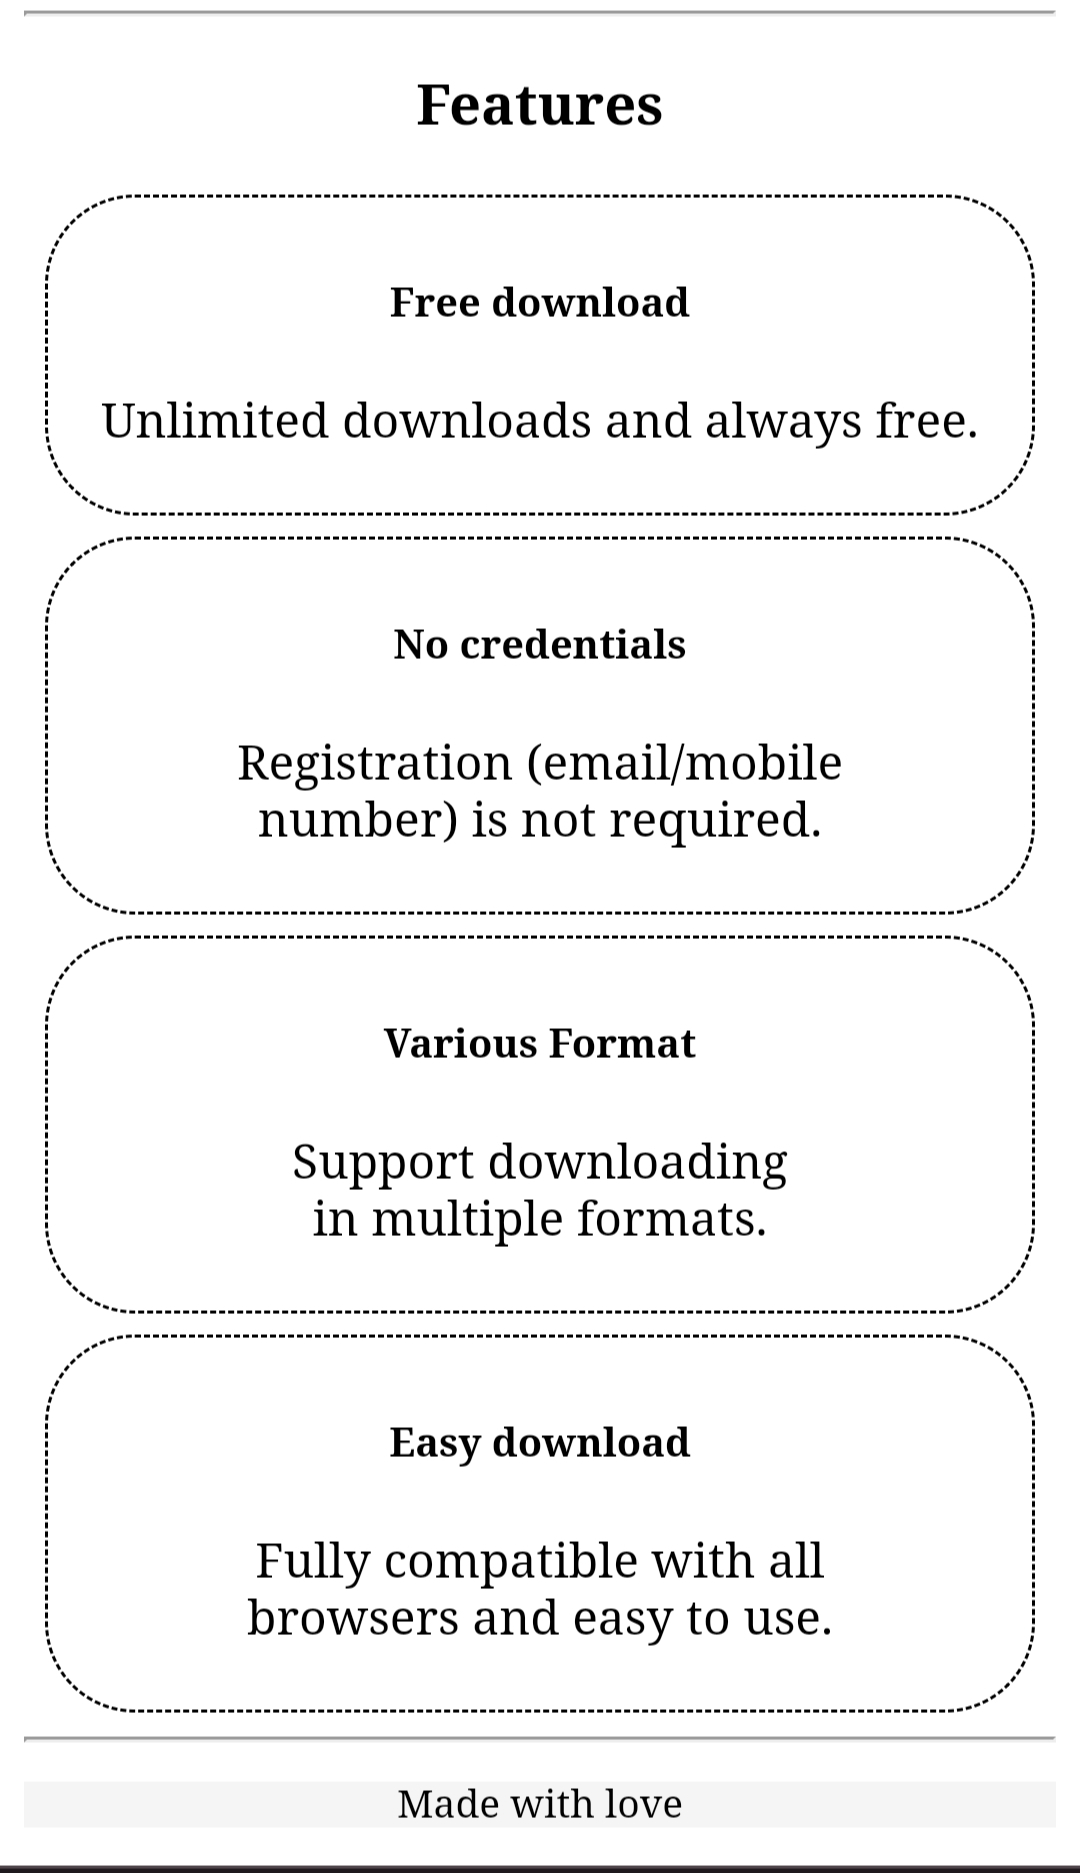 Features
Free download
Unlimited downloads and always free.
No credentials
Registration (email/mobile
number) is not required.
Various Format
Support downloading
in multiple formats.
Easy download
Fully compatible with all
browsers and easy to use.
Made with love